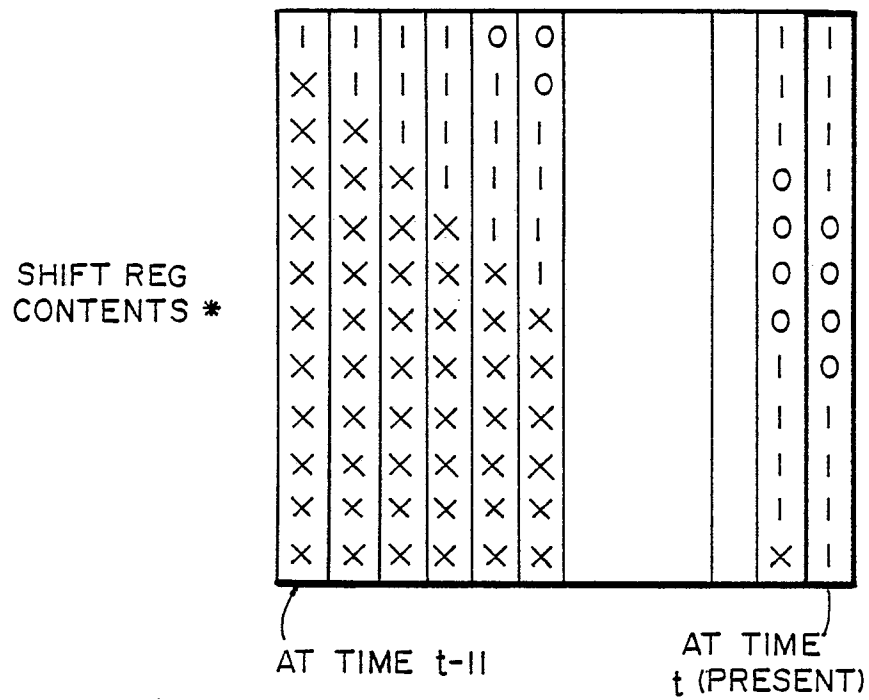 | | | | O O | |
X | | | | O | |
X X | | | | | |
X X X | | | O |
X X X X | | O O
X X X X X | O O
X X X X X X O O
X X X X X X | O
X X X X X X | |
X X X X X X | |
X X X X X X | |
X X X X X X X |
SHIFT REG
CONTENTS *
AT TIME t-11
AT TIME
t (PRESENT)